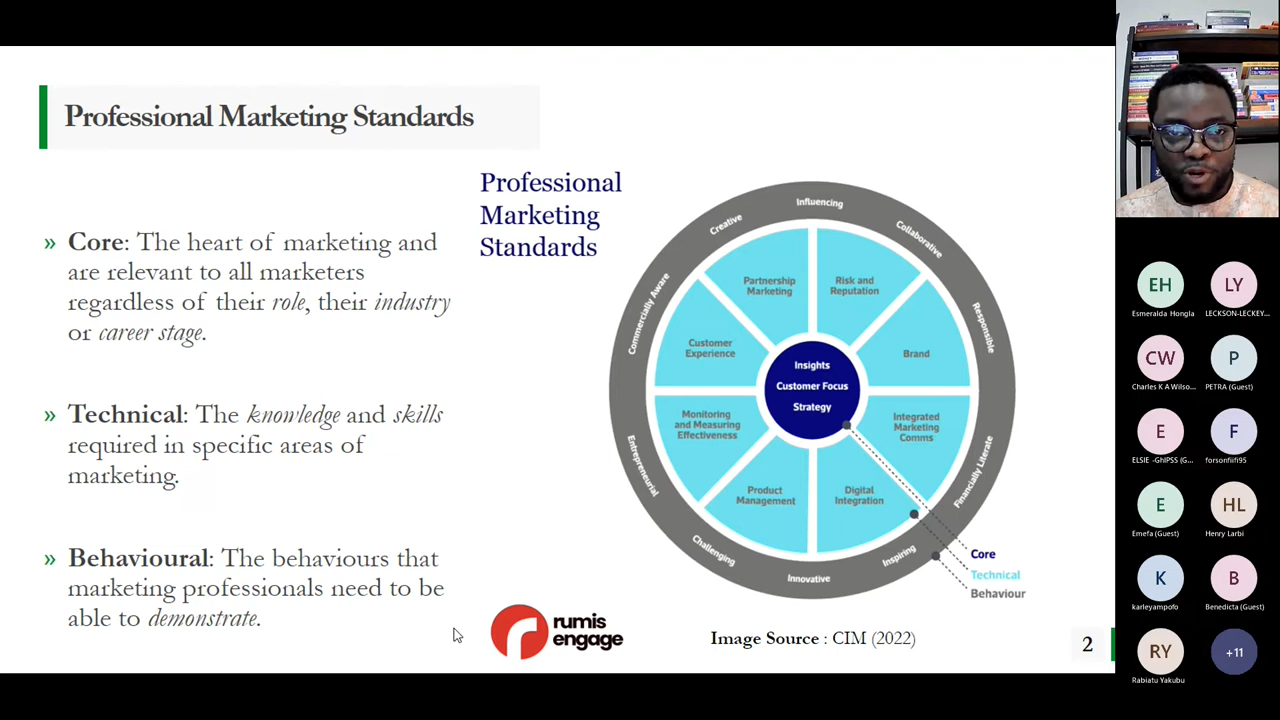 Professional Marketing Standards
» Core: The heart of marketing and
are relevant to all marketers
regardless of their role, their industry
or career stage.
» Technical: The knowledge and skills
required in specific areas of
marketing.
» Behavioural: The behaviours that
marketing professionals need to be
able to demonstrate.
Professional
Marketing
Standards
Influencing
Collaborative
Responsible
Financially Literate
Inspiring
Innovative
Challenging
Entrepreneurial
Commercially Aware
Creative
Partnership
Marketing
Risk and
Reputation
Customer
Experience
Brand
Insights
Customer Focus
Strategy
Monitoring
and Measuring
Effectiveness
Integrated
Marketing
Comms
Product
Management
Digital
Integration
Core
Technical
Behaviour
rumis
engage
Image Source : CIM (2022)
2
EH
Esmeralda Hongla
LY
LECKSON-LECKEY...
CW
Charles K A Wilso...
P
PETRA (Guest)
E
ELSIE -GhIPSS (G...
F
forsonfiifi95
E
Emefa (Guest)
HL
Henry Larbi
K
karleyampofo
B
Benedicta (Guest)
RY
Rabiatu Yakubu
+11